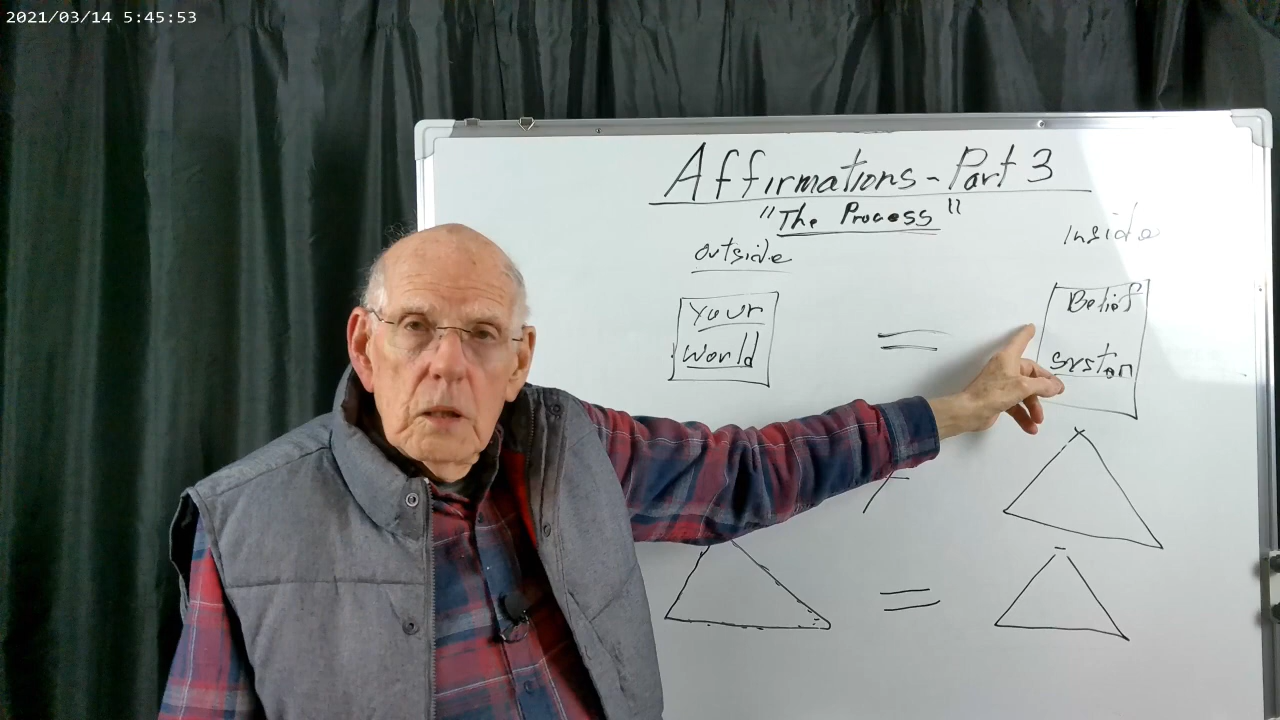 2021/03/14 5:45:53
Affirmations - Part 3
"The Process"
outside
Inside
Your
World
=
Belief
System
=